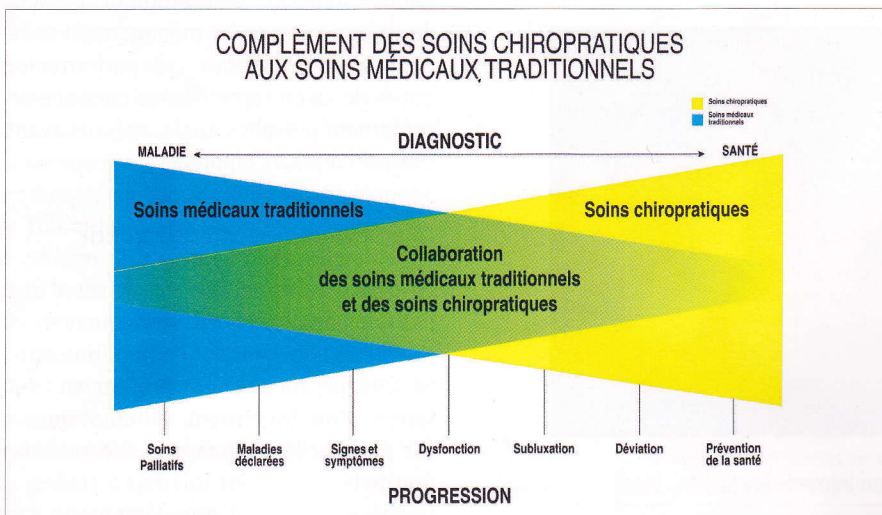 COMPLÉMENT DES SOINS CHIROPRATIQUES
AUX SOINS MÉDICAUX TRADITIONNELS
Soins chiropratiques
Soins médicaux
traditionnels
DIAGNOSTIC
MALADIE
SANTÉ
Soins médicaux traditionnels
Soins chiropratiques
Collaboration
des soins médicaux traditionnels
et des soins chiropratiques
Soins
Palliatifs
Maladies
déclarées
Signes et
symptômes
Dysfonction
Subluxation
Déviation
Prévention
de la santé
PROGRESSION